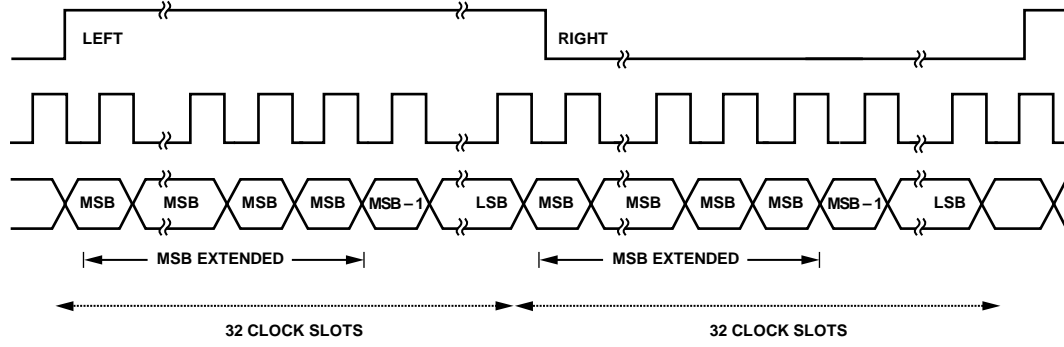 LEFT RIGHT
MSB MSB MSB MSB MSB – 1 LSB MSB MSB MSB MSB MSB – 1 LSB
MSB EXTENDED MSB EXTENDED
32 CLOCK SLOTS 32 CLOCK SLOTS